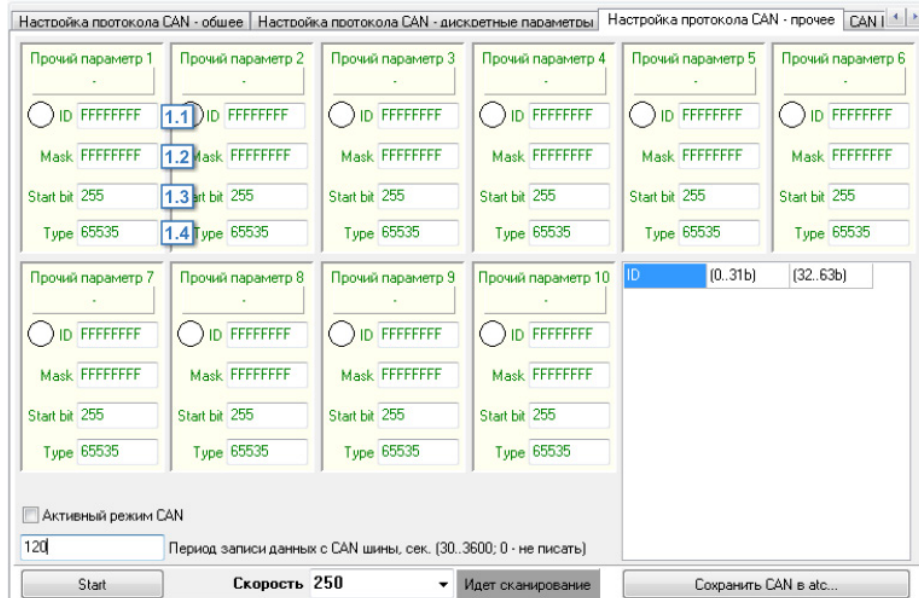 Настройка протокола CAN - общее Настройка протокола CAN - дискретные параметры Настройка протокола CAN - прочее CAN
Прочий параметр 1 Прочий параметр 2 Прочий параметр 3 Прочий параметр 4 Прочий параметр 5 Прочий параметр 6
- - - - - -
ID FFFFFFFF 1.1 ID FFFFFFFF ID FFFFFFFF ID FFFFFFFF ID FFFFFFFF ID FFFFFFFF
Mask FFFFFFFF 1.2 Mask FFFFFFFF Mask FFFFFFFF Mask FFFFFFFF Mask FFFFFFFF Mask FFFFFFFF
Start bit 255 1.3 art bit 255 Start bit 255 Start bit 255 Start bit 255 Start bit 255
Type 65535 1.4 Type 65535 Type 65535 Type 65535 Type 65535 Type 65535
Прочий параметр 7 Прочий параметр 8 Прочий параметр 9 Прочий параметр 10 ID (0..31b) (32..63b)
- - - -
ID FFFFFFFF ID FFFFFFFF ID FFFFFFFF ID FFFFFFFF
Mask FFFFFFFF Mask FFFFFFFF Mask FFFFFFFF Mask FFFFFFFF
Start bit 255 Start bit 255 Start bit 255 Start bit 255
Type 65535 Type 65535 Type 65535 Type 65535
Активный режим CAN
120 Период записи данных с CAN шины, сек. (30..3600; 0 - не писать)
Start Скорость 250 Идет сканирование Сохранить CAN в atc...